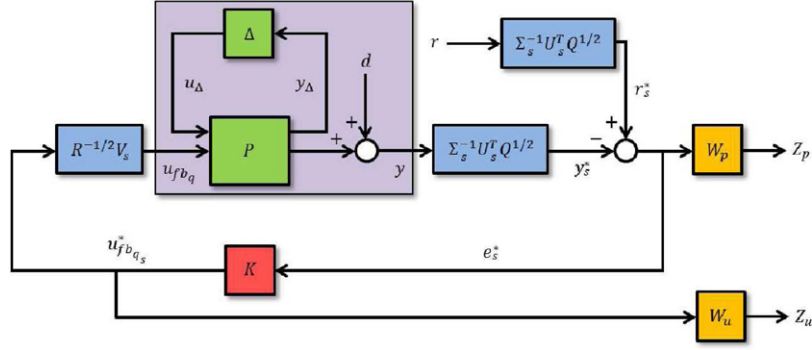 Δ
d
r
Σ_s^{-1} U_s^T Q^{1/2}
u_Δ
y_Δ
r_s^*
+
+
R^{-1/2} V_s
u_{fb_q}
P
+
y
Σ_s^{-1} U_s^T Q^{1/2}
−
y_s^*
W_p
Z_p
u_{fb_{q_s}}^*
K
e_s^*
W_u
Z_u